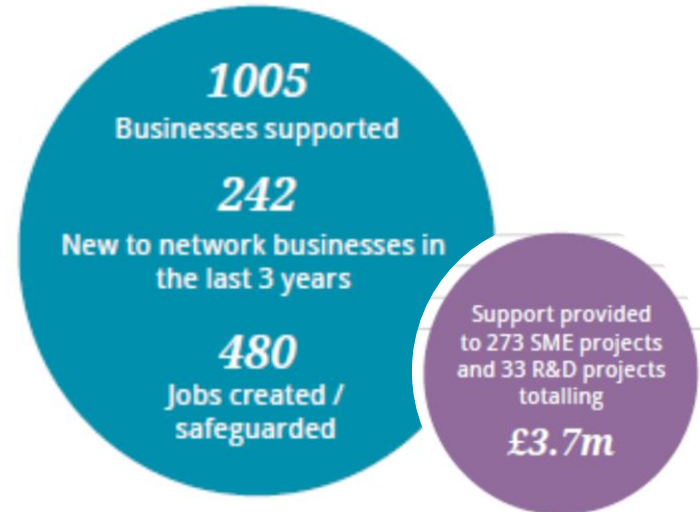 1005
Businesses supported
242
New to network businesses in
the last 3 years
480
Jobs created /
safeguarded
Support provided
to 273 SME projects
and 33 R&D projects
totalling
£3.7m